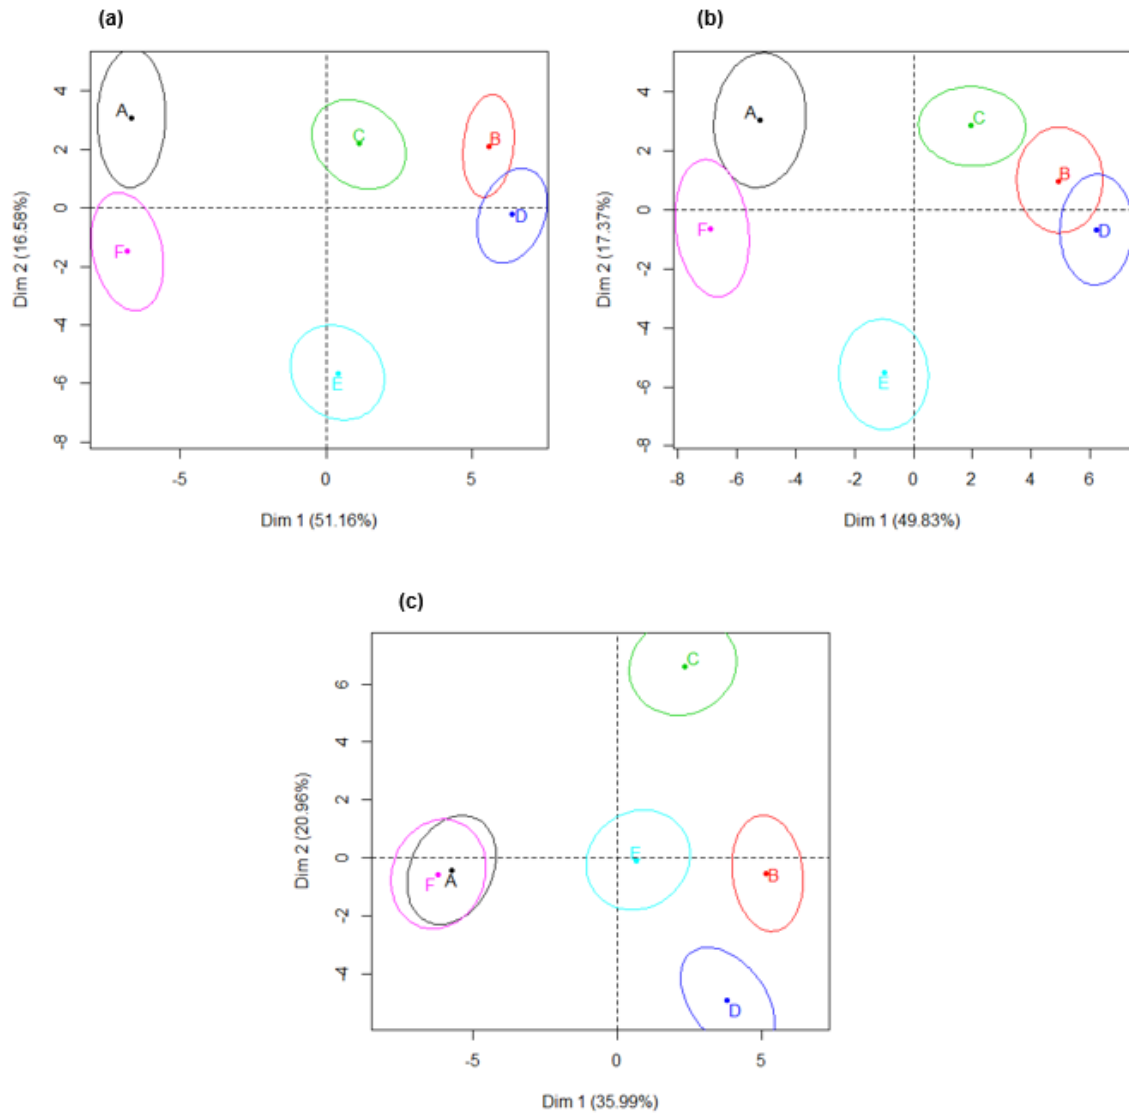 (a)
4
2
0
-2
-4
-6
-8
Dim 2 (16.58%)
A
C
B
D
F
E
-5
0
5
Dim 1 (51.16%)
(b)
4
2
0
-2
-4
-6
-8
Dim 2 (17.37%)
A
C
B
D
F
E
-8
-6
-4
-2
0
2
4
6
Dim 1 (49.83%)
(c)
6
4
2
0
-2
-4
Dim 2 (20.96%)
C
E
F
A
B
D
-5
0
5
Dim 1 (35.99%)